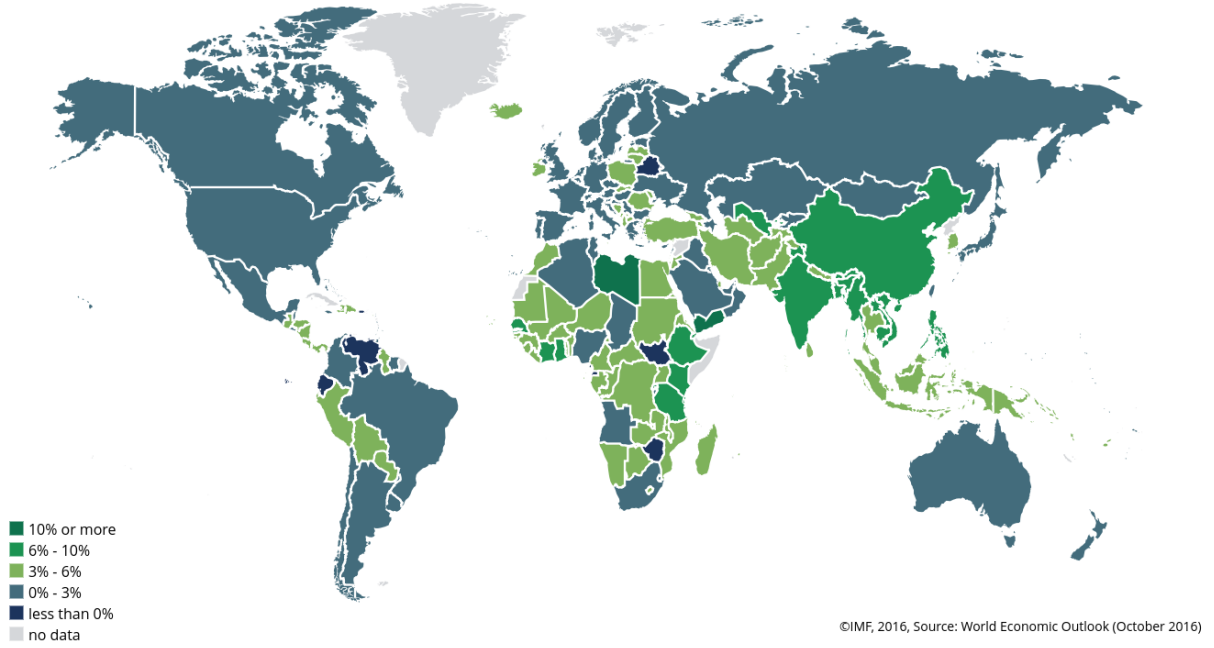 10% or more
6% - 10%
3% - 6%
0% - 3%
less than 0%
no data
©IMF, 2016, Source: World Economic Outlook (October 2016)